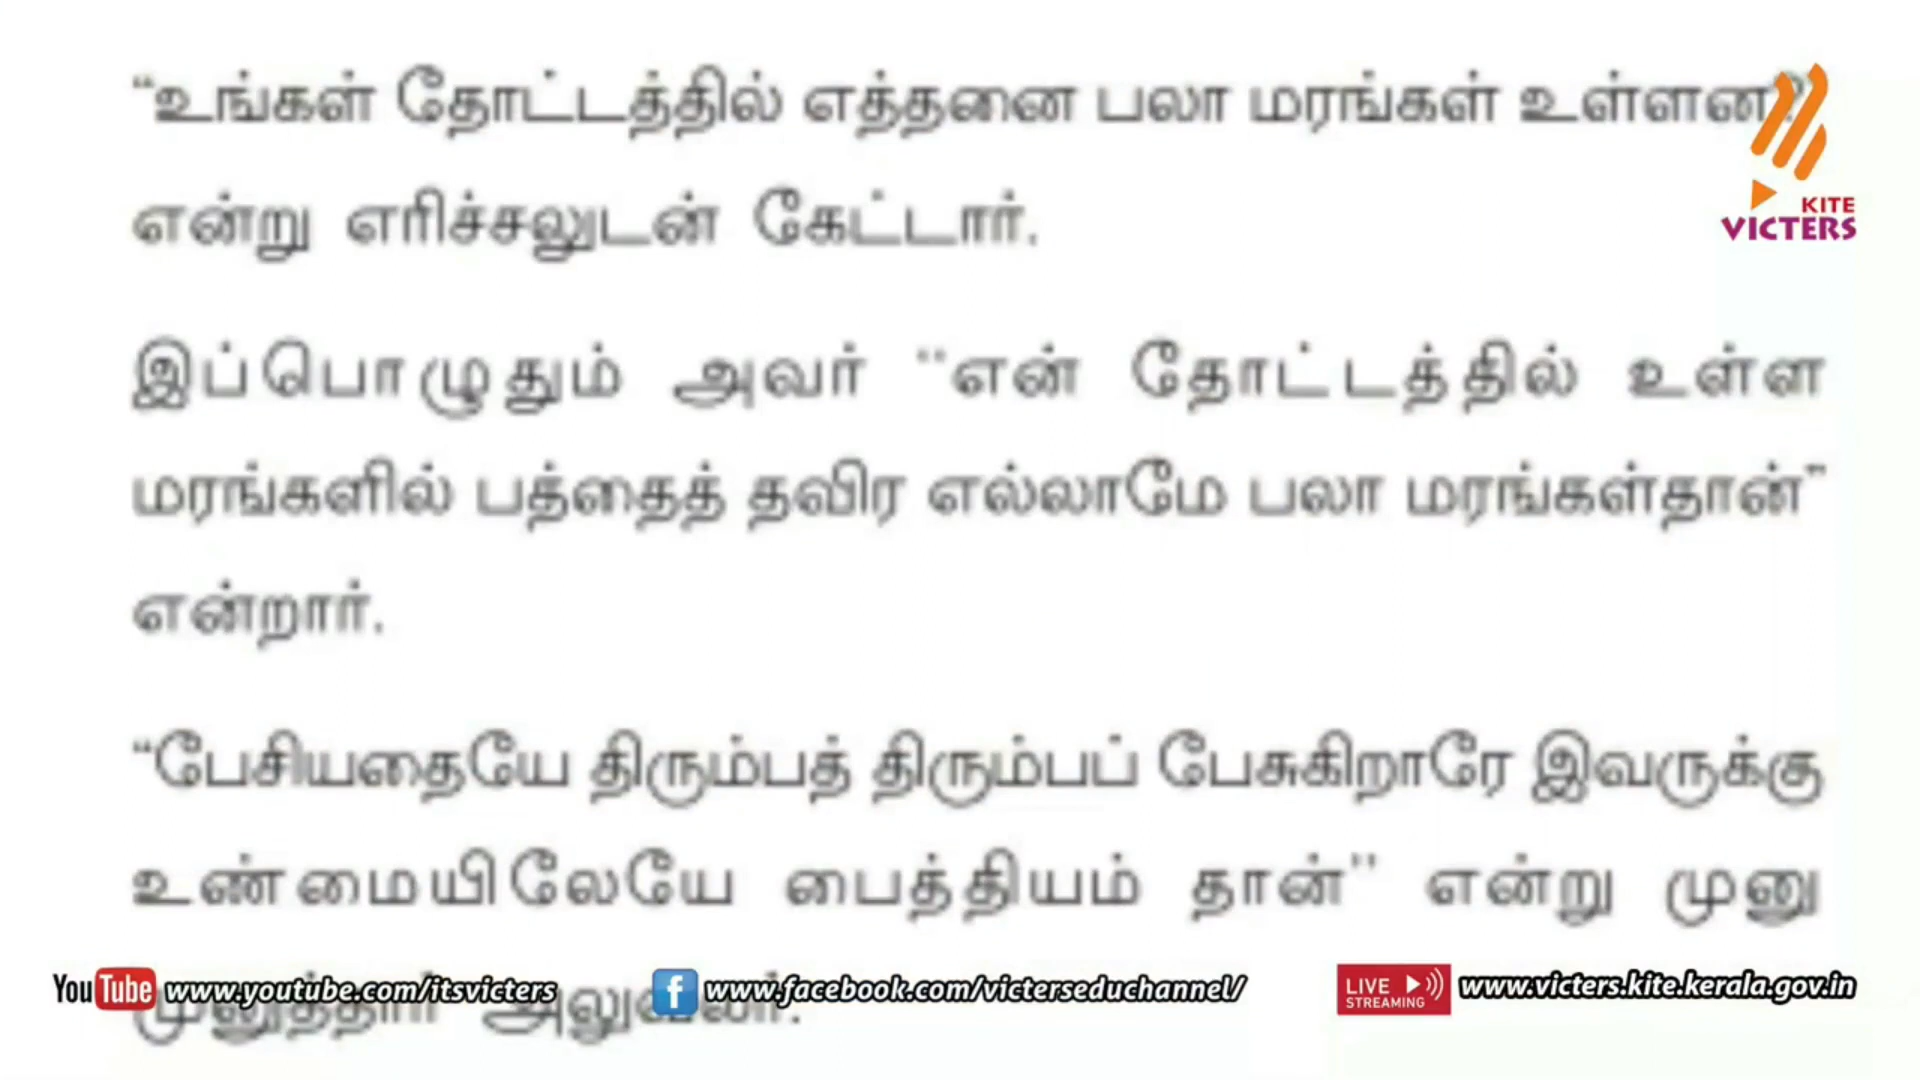 “உங்கள் தோட்டத்தில் எத்தனை பலா மரங்கள் உள்ளன?
என்று எரிச்சலுடன் கேட்டார்.
KITE
VICTERS
இப்பொழுதும் அவர் “என் தோட்டத்தில் உள்ள
மரங்களில் பத்தைத் தவிர எல்லாமே பலா மரங்கள்தான்”
என்றார்.
“பேசியதையே திரும்பத் திரும்பப் பேசுகிறாரே இவருக்கு
உண்மையிலேயே பைத்தியம் தான்” என்று முணு
முணுத்தார் அலுவலர்.
YouTube www.youtube.com/itsvicters
f www.facebook.com/victerseduchannel/
LIVE STREAMING www.victers.kite.kerala.gov.in